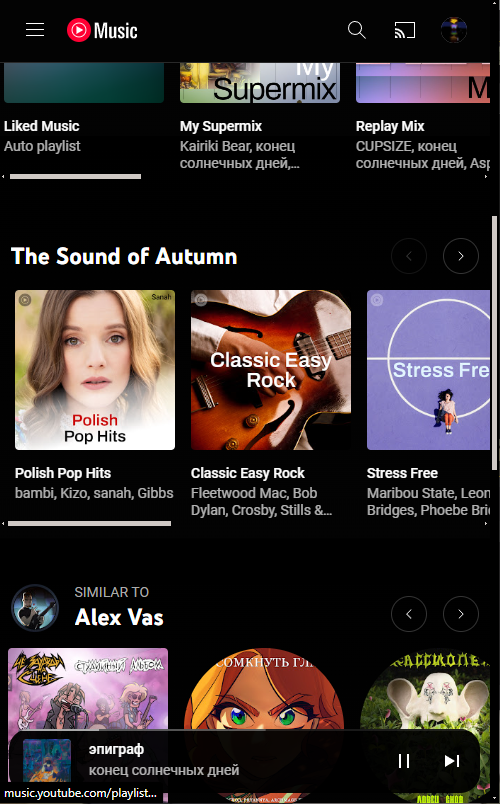 Music
My
Supermix
M
Liked Music
Auto playlist
My Supermix
Kairiki Bear, конец
солнечных дней,...
Replay Mix
CUPSIZE, конец
солнечных дней, Asp
The Sound of Autumn
Sanah
Polish
Pop Hits
Classic Easy
Rock
Stress Fre
Polish Pop Hits
bambi, Kizo, sanah, Gibbs
Classic Easy Rock
Fleetwood Mac, Bob
Dylan, Crosby, Stills &...
Stress Free
Maribou State, Leon
Bridges, Phoebe Brid
SIMILAR TO
Alex Vas
СОМКНУТЬ ГЛ
эпиграф
конец солнечных дней
music.youtube.com/playlist...